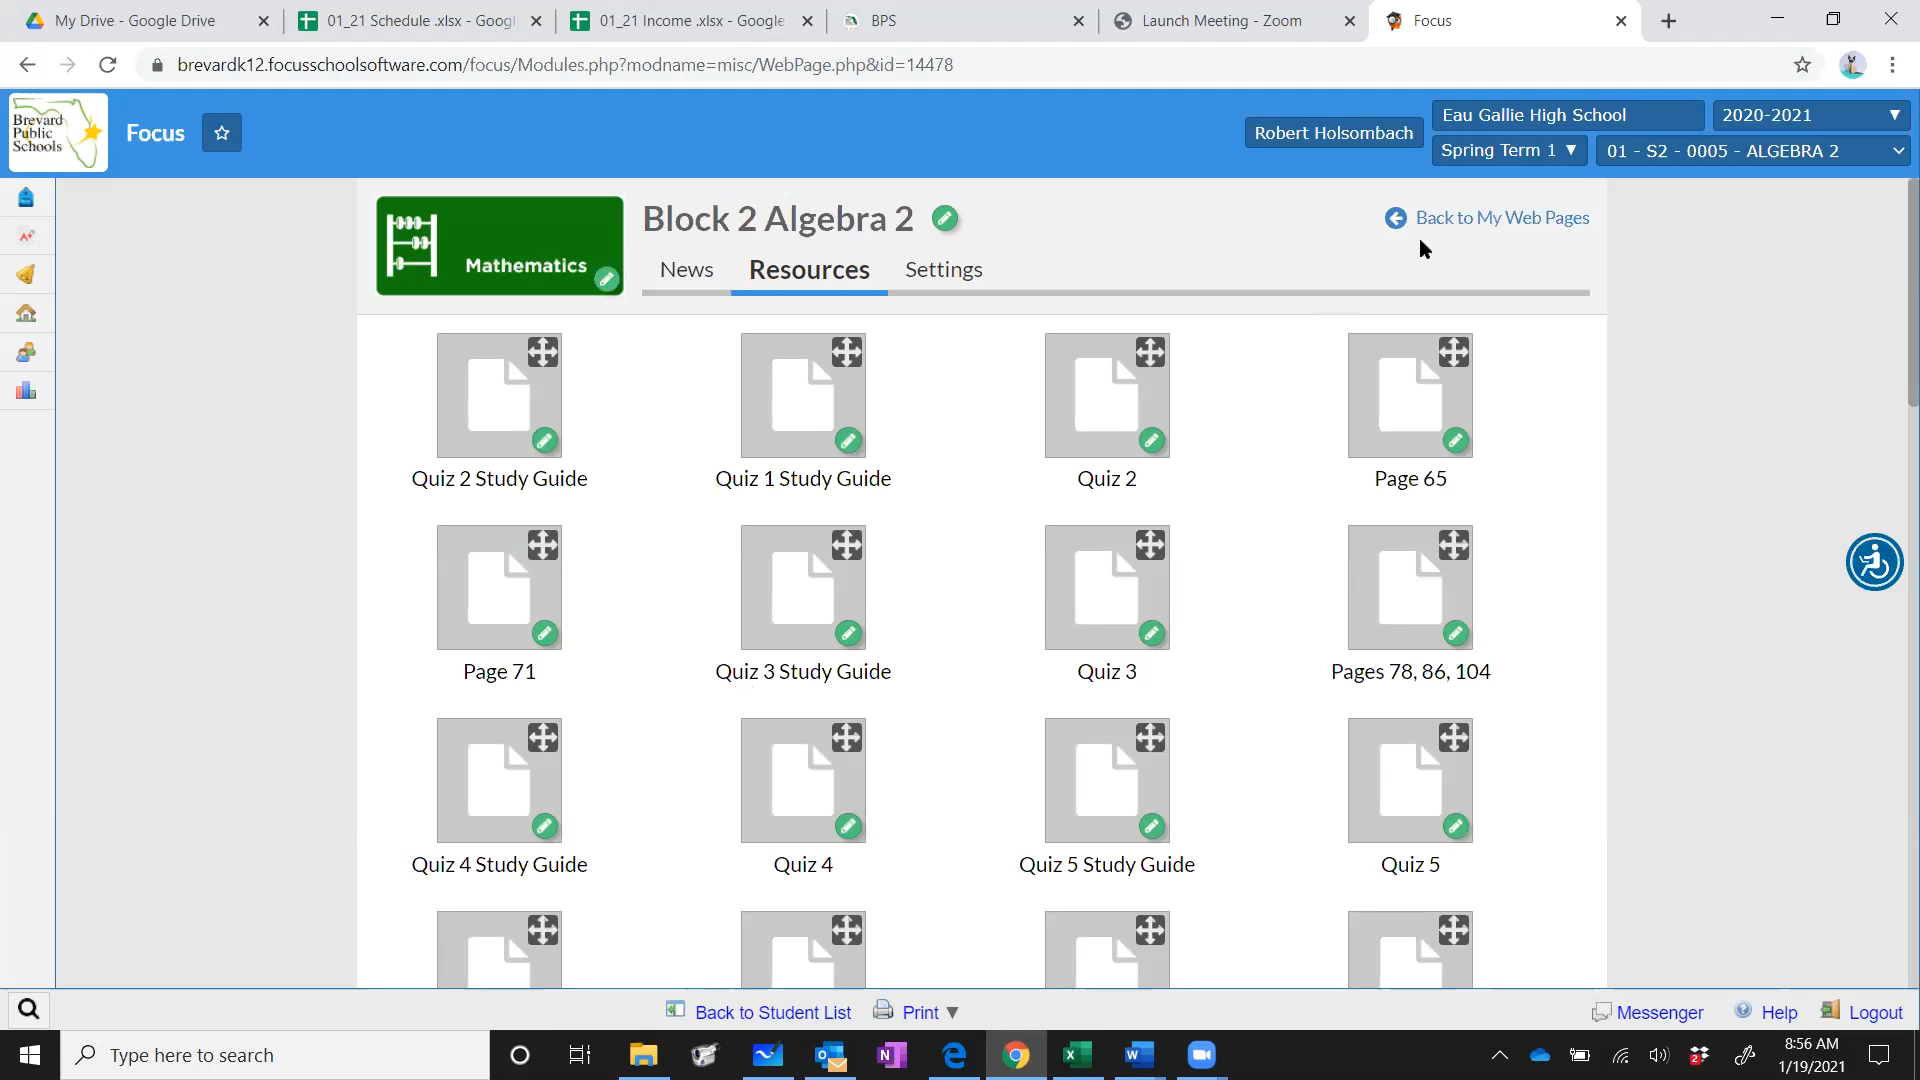 My Drive - Google Drive
01_21 Schedule .xlsx - Googl
01_21 Income .xlsx - Google
BPS
Launch Meeting - Zoom
Focus
brevardk12.focusschoolsoftware.com/focus/Modules.php?modname=misc/WebPage.php&id=14478
Brevard
Public
Schools
Focus
Robert Holsombach
Eau Gallie High School
2020-2021
Spring Term 1
01 - S2 - 0005 - ALGEBRA 2
Mathematics
Block 2 Algebra 2
Back to My Web Pages
News
Resources
Settings
Quiz 2 Study Guide
Quiz 1 Study Guide
Quiz 2
Page 65
Page 71
Quiz 3 Study Guide
Quiz 3
Pages 78, 86, 104
Quiz 4 Study Guide
Quiz 4
Quiz 5 Study Guide
Quiz 5
Back to Student List
Print
Messenger
Help
Logout
Type here to search
8:56 AM
1/19/2021